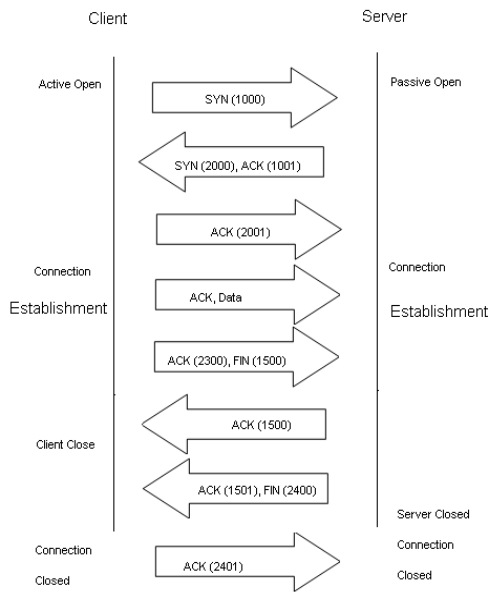 Client
Server
Active Open
Passive Open
SYN (1000)
SYN (2000), ACK (1001)
ACK (2001)
Connection
Connection
ACK, Data
Establishment
Establishment
ACK (2300), FIN (1500)
ACK (1500)
Client Close
ACK (1501), FIN (2400)
Server Closed
Connection
Connection
ACK (2401)
Closed
Closed